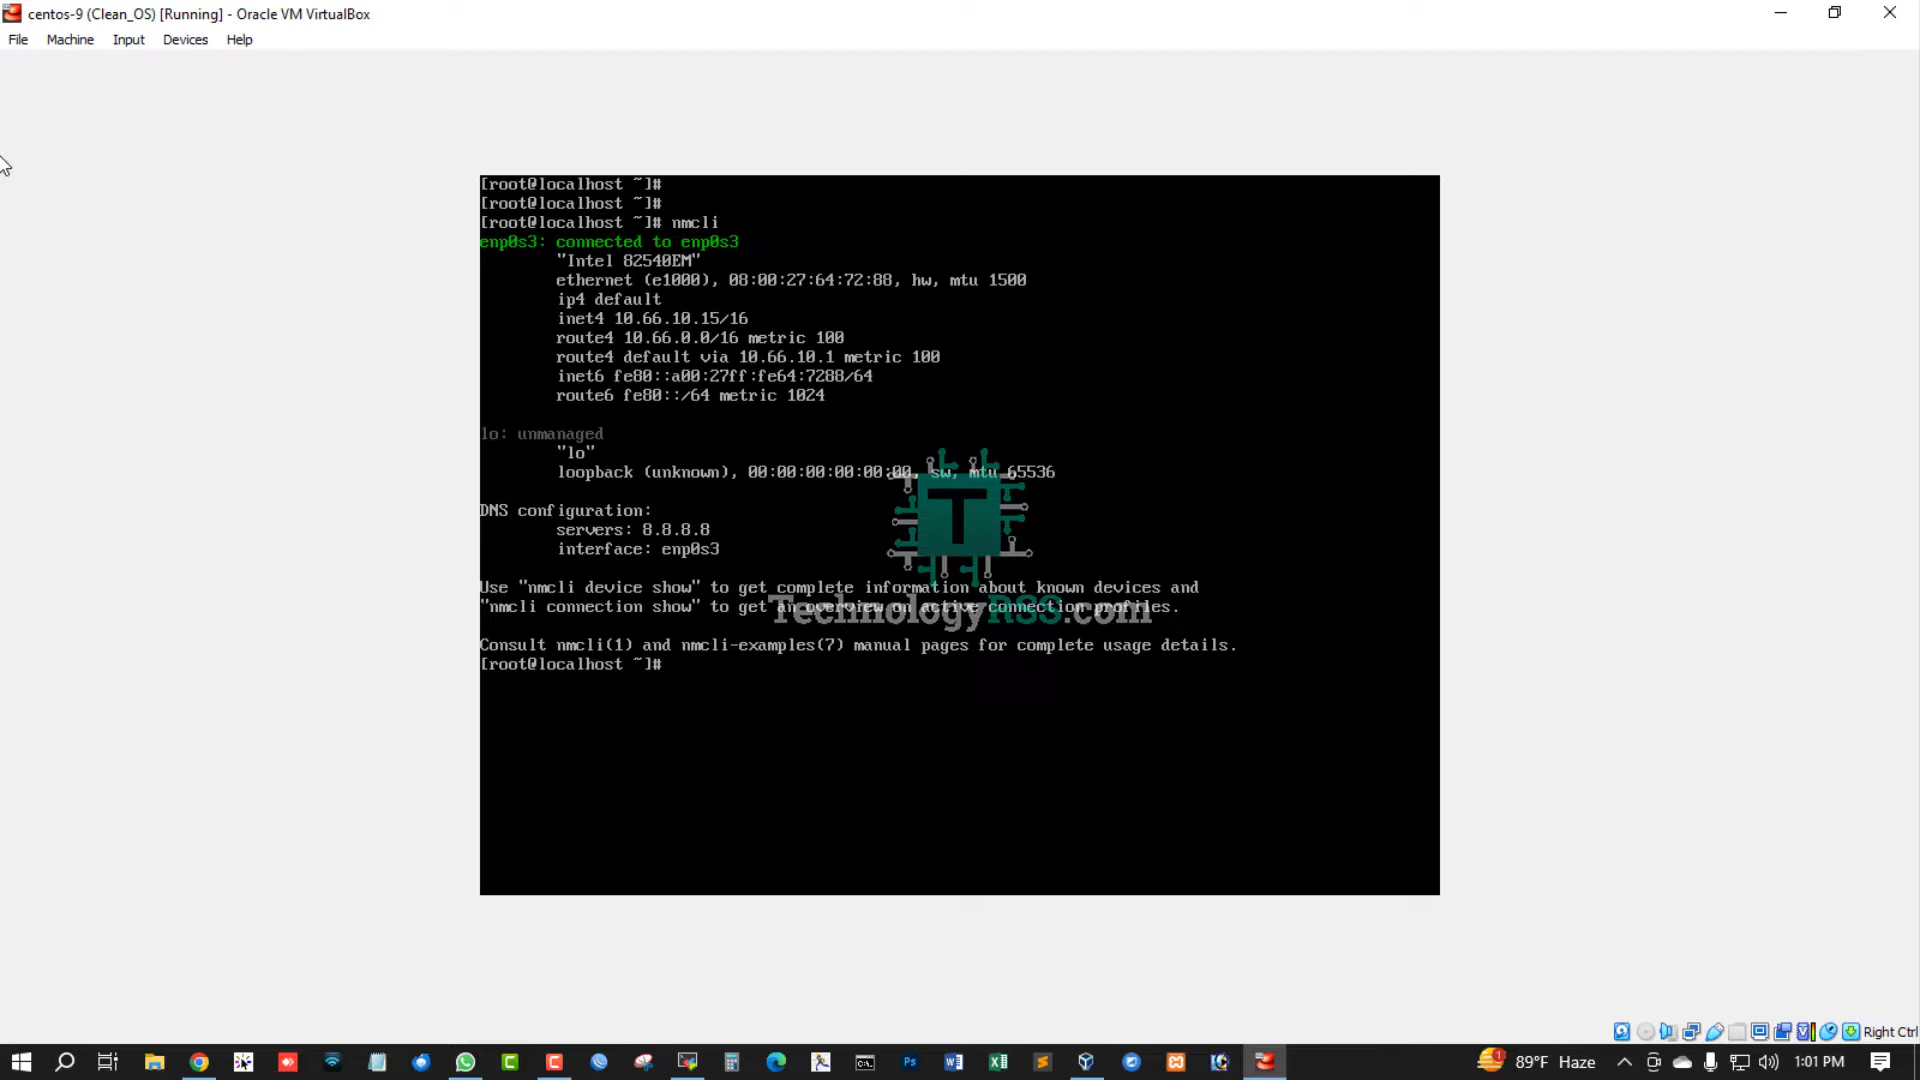 centos-9 (Clean_OS) [Running] - Oracle VM VirtualBox
File Machine Input Devices Help
[root@localhost ~]#
[root@localhost ~]#
[root@localhost ~]# nmcli
enp0s3: connected to enp0s3
"Intel 82540EM"
ethernet (e1000), 08:00:27:64:72:88, hw, mtu 1500
ip4 default
inet4 10.66.10.15/16
route4 10.66.0.0/16 metric 100
route4 default via 10.66.10.1 metric 100
inet6 fe80::a00:27ff:fe64:7288/64
route6 fe80::/64 metric 1024
lo: unmanaged
"lo"
loopback (unknown), 00:00:00:00:00:00, sw, mtu 65536
DNS configuration:
servers: 8.8.8.8
interface: enp0s3
Use "nmcli device show" to get complete information about known devices and
"nmcli connection show" to get an overview on active connection profiles.
TechnologyRSS.com
Consult nmcli(1) and nmcli-examples(7) manual pages for complete usage details.
[root@localhost ~]#
Right Ctrl
89°F Haze
1:01 PM